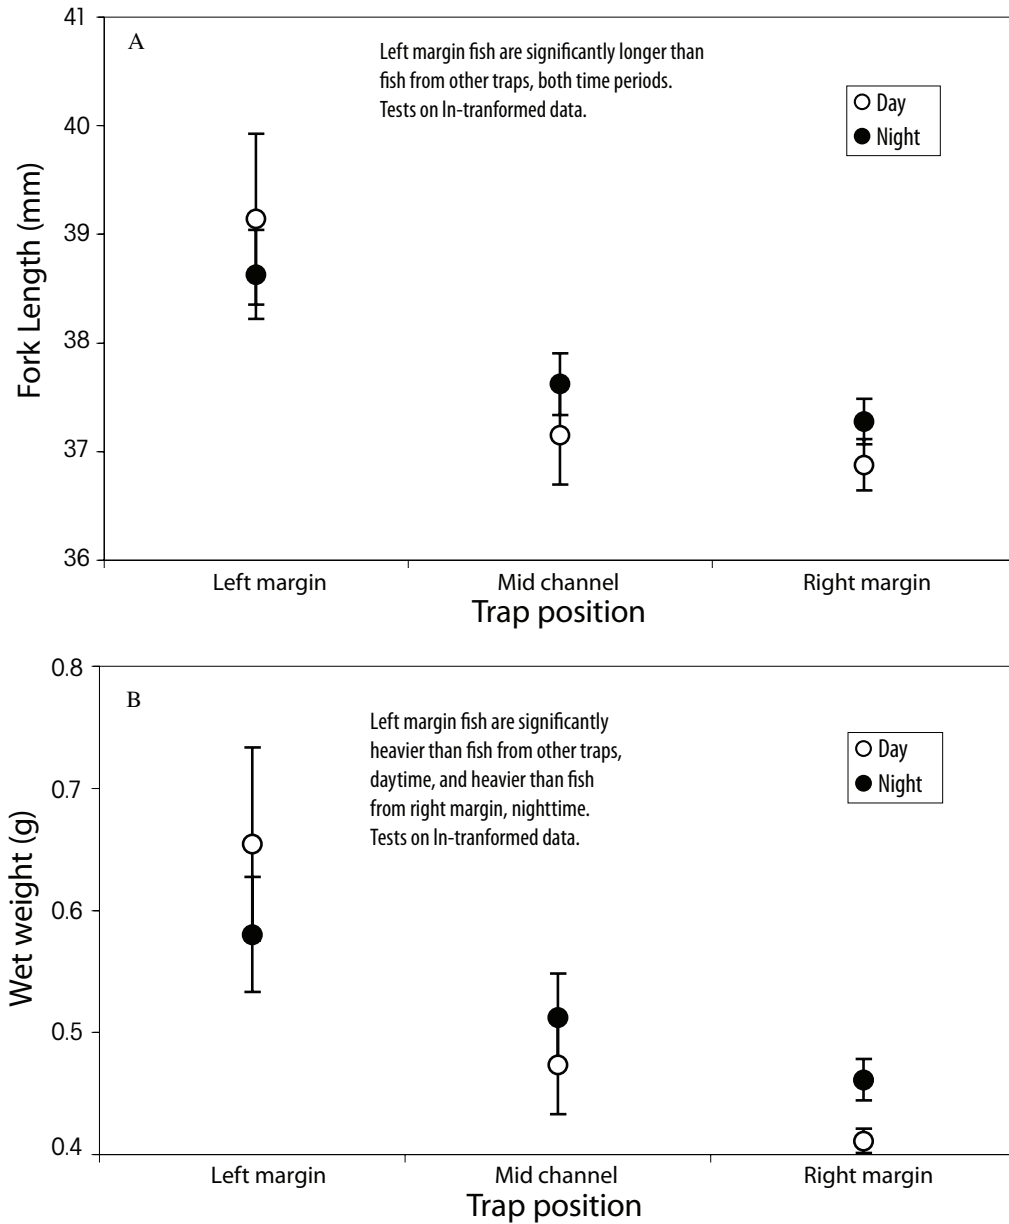 41
A
Left margin fish are significantly longer than
fish from other traps, both time periods.
Tests on ln-tranformed data.
Day
Night
40
39
38
37
36
Fork Length (mm)
Left margin
Mid channel
Right margin
Trap position
0.8
B
Left margin fish are significantly
heavier than fish from other traps,
daytime, and heavier than fish
from right margin, nighttime.
Tests on ln-tranformed data.
Day
Night
0.7
0.6
0.5
0.4
Wet weight (g)
Left margin
Mid channel
Right margin
Trap position